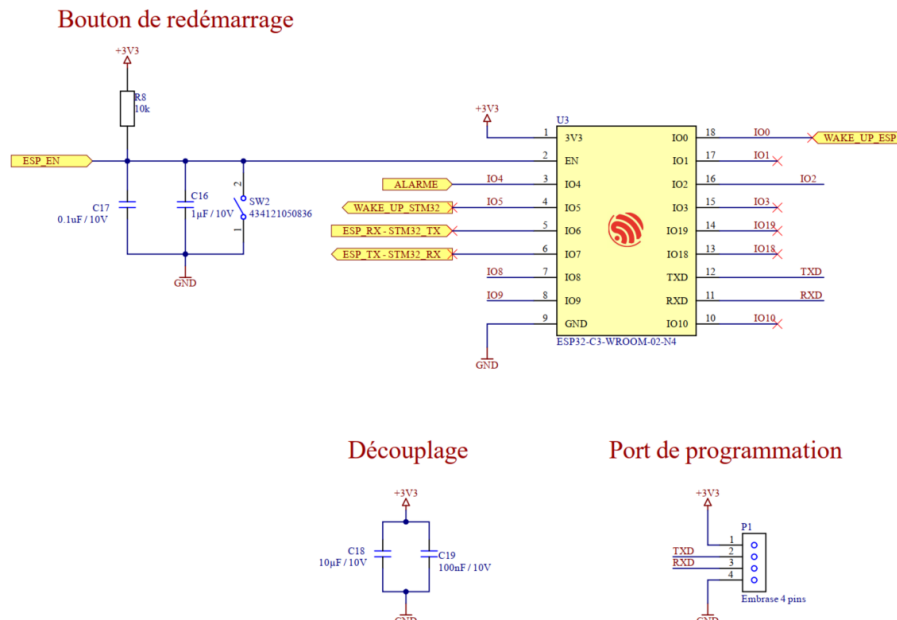 Bouton de redémarrage
+3V3
R8
10k
ESP_EN
C17
0.1uF / 10V
C16
1µF / 10V
2
SW2
434121050836
1
GND
+3V3
U3
1 3V3
2 EN
ALARME IO4 3 IO4
WAKE_UP_STM32 IO5 4 IO5
ESP_RX - STM32_TX 5 IO6
ESP_TX - STM32_RX 6 IO7
IO8 7 IO8
IO9 8 IO9
9 GND
GND
IO0 18 IO0 WAKE_UP_ESP
IO1 17 IO1
IO2 16 IO2
IO3 15 IO3
IO19 14 IO19
IO18 13 IO18
TXD 12 TXD
RXD 11 RXD
IO10 10 IO10
ESP32-C3-WROOM-02-N4
Découplage
+3V3
C18
10µF / 10V
C19
100nF / 10V
GND
Port de programmation
+3V3
P1
1
TXD 2
RXD 3
4
Embrase 4 pins
GND